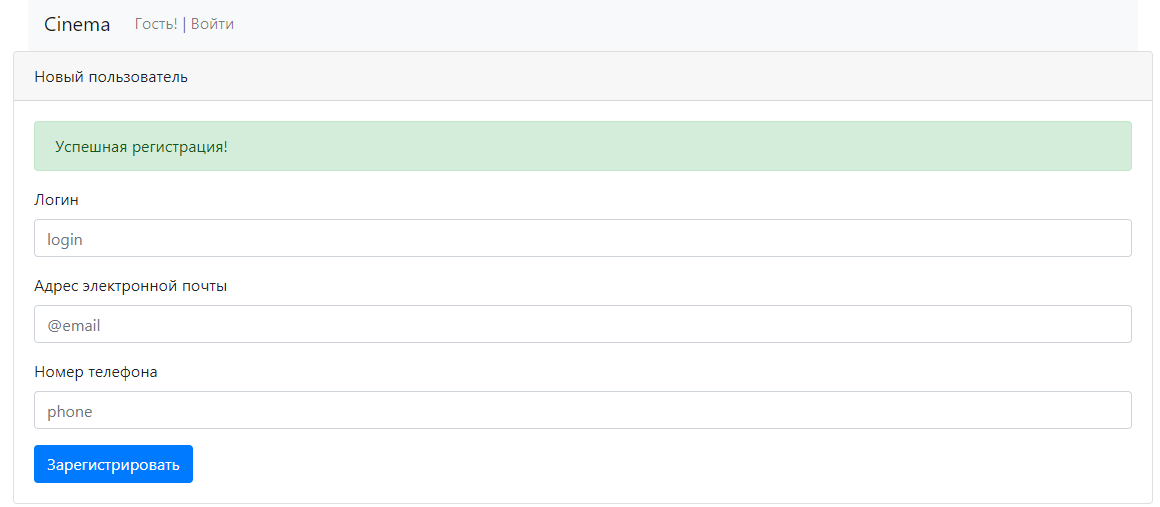 Cinema Гость! | Войти
Новый пользователь
Успешная регистрация!
Логин
login
Адрес электронной почты
@email
Номер телефона
phone
Зарегистрировать